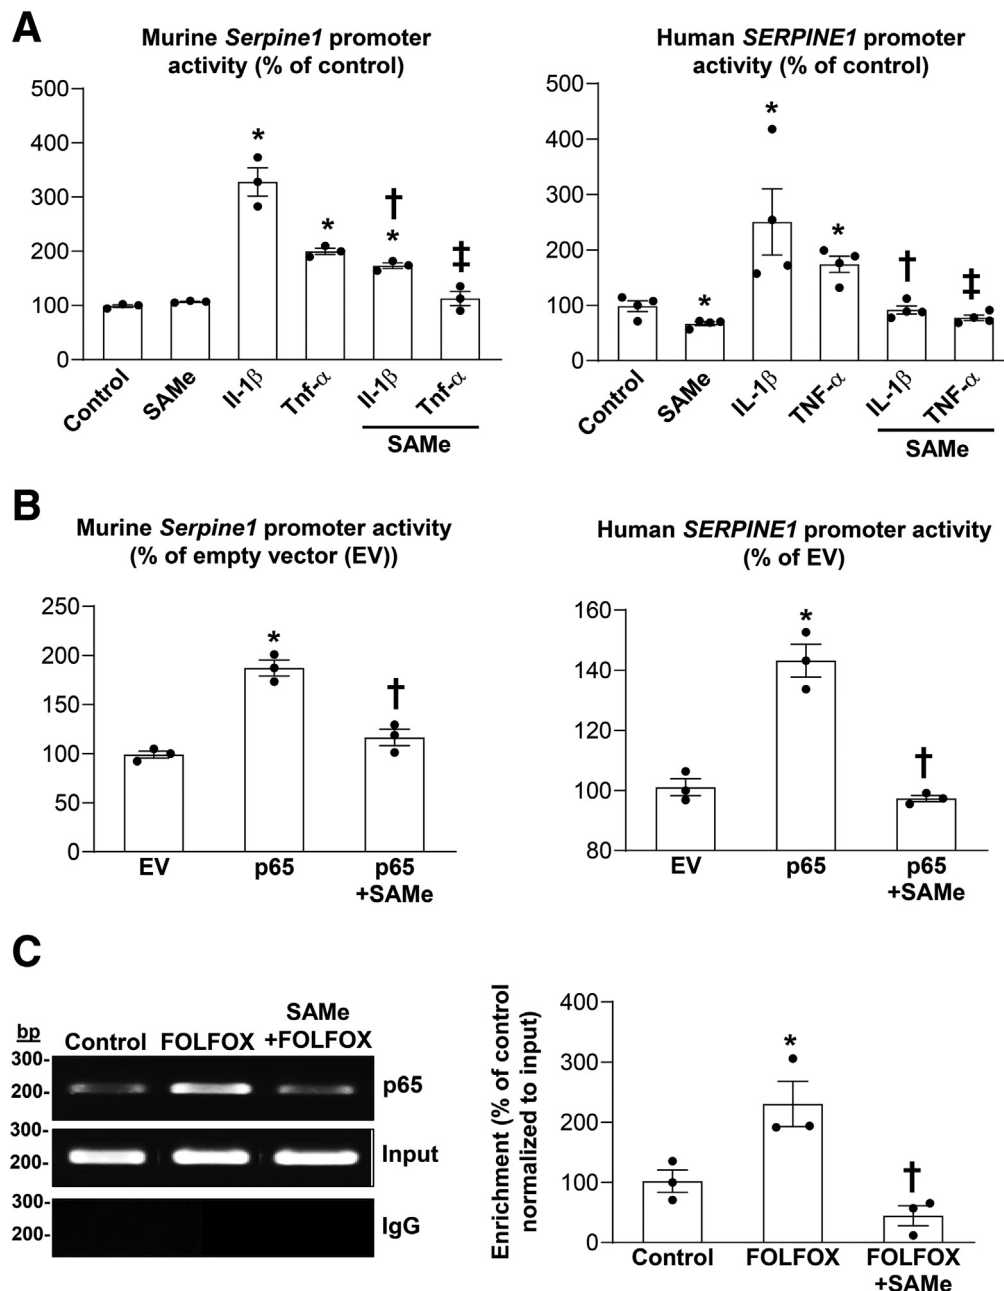 A
Murine Serpine1 promoter
activity (% of control)
500
400
300
200
100
0
*
*
†
*
‡
Control
SAMe
Il-1β
Tnf-α
Il-1β
Tnf-α
SAMe
Human SERPINE1 promoter
activity (% of control)
500
400
300
200
100
0
*
*
*
†
‡
Control
SAMe
IL-1β
TNF-α
IL-1β
TNF-α
SAMe
B
Murine Serpine1 promoter activity
(% of empty vector (EV))
250
200
150
100
50
0
*
†
EV
p65
p65
+SAMe
Human SERPINE1 promoter activity
(% of EV)
160
140
120
100
80
*
†
EV
p65
p65
+SAMe
C
bp
Control
FOLFOX
SAMe
+FOLFOX
300-
200-
p65
300-
200-
Input
300-
200-
IgG
Enrichment (% of control
normalized to input)
400
300
200
100
0
*
†
Control
FOLFOX
FOLFOX
+SAMe